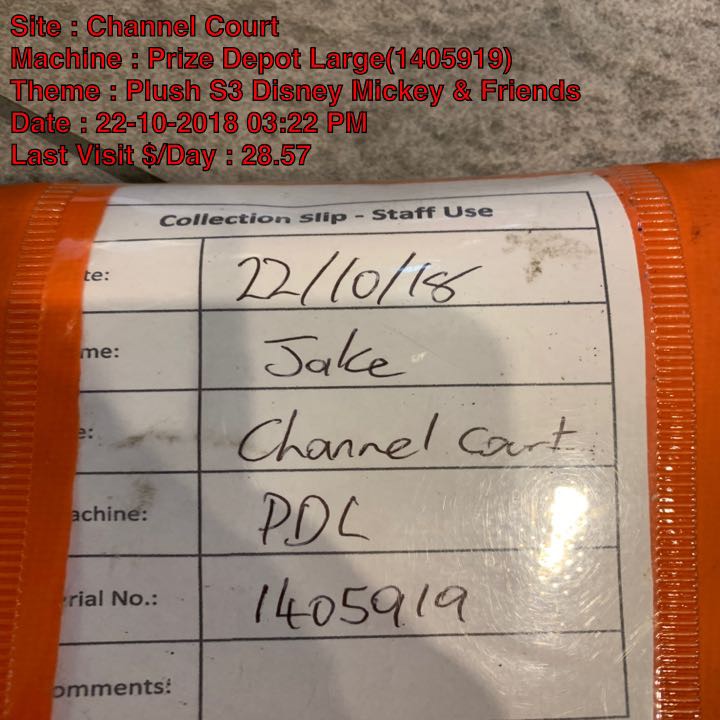 Site : Channel Court
Machine : Prize Depot Large(1405919)
Theme : Plush S3 Disney Mickey & Friends
Date : 22-10-2018 03:22 PM
Last Visit $/Day : 28.57
Collection Slip - Staff Use
te: 22/10/18
me: Jake
e: Channel Court
achine: PDL
rial No.: 1405919
omments: